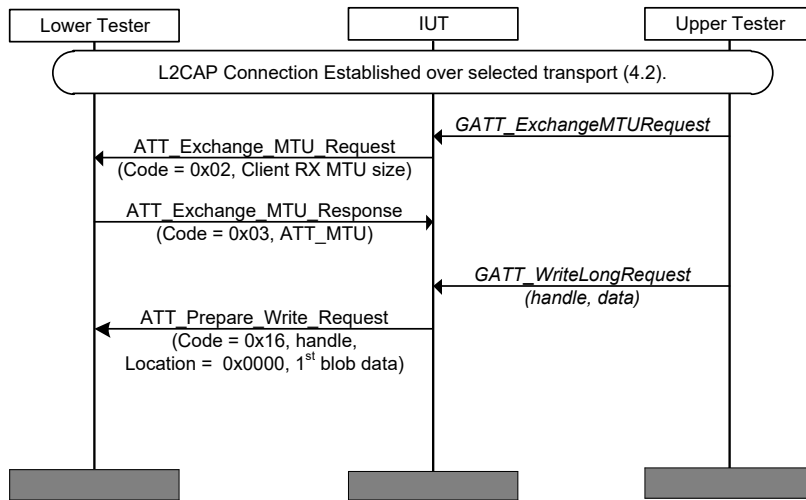 Lower Tester
IUT
Upper Tester
L2CAP Connection Established over selected transport (4.2).
GATT_ExchangeMTURequest
ATT_Exchange_MTU_Request
(Code = 0x02, Client RX MTU size)
ATT_Exchange_MTU_Response
(Code = 0x03, ATT_MTU)
GATT_WriteLongRequest
(handle, data)
ATT_Prepare_Write_Request
(Code = 0x16, handle,
Location = 0x0000, 1st blob data)